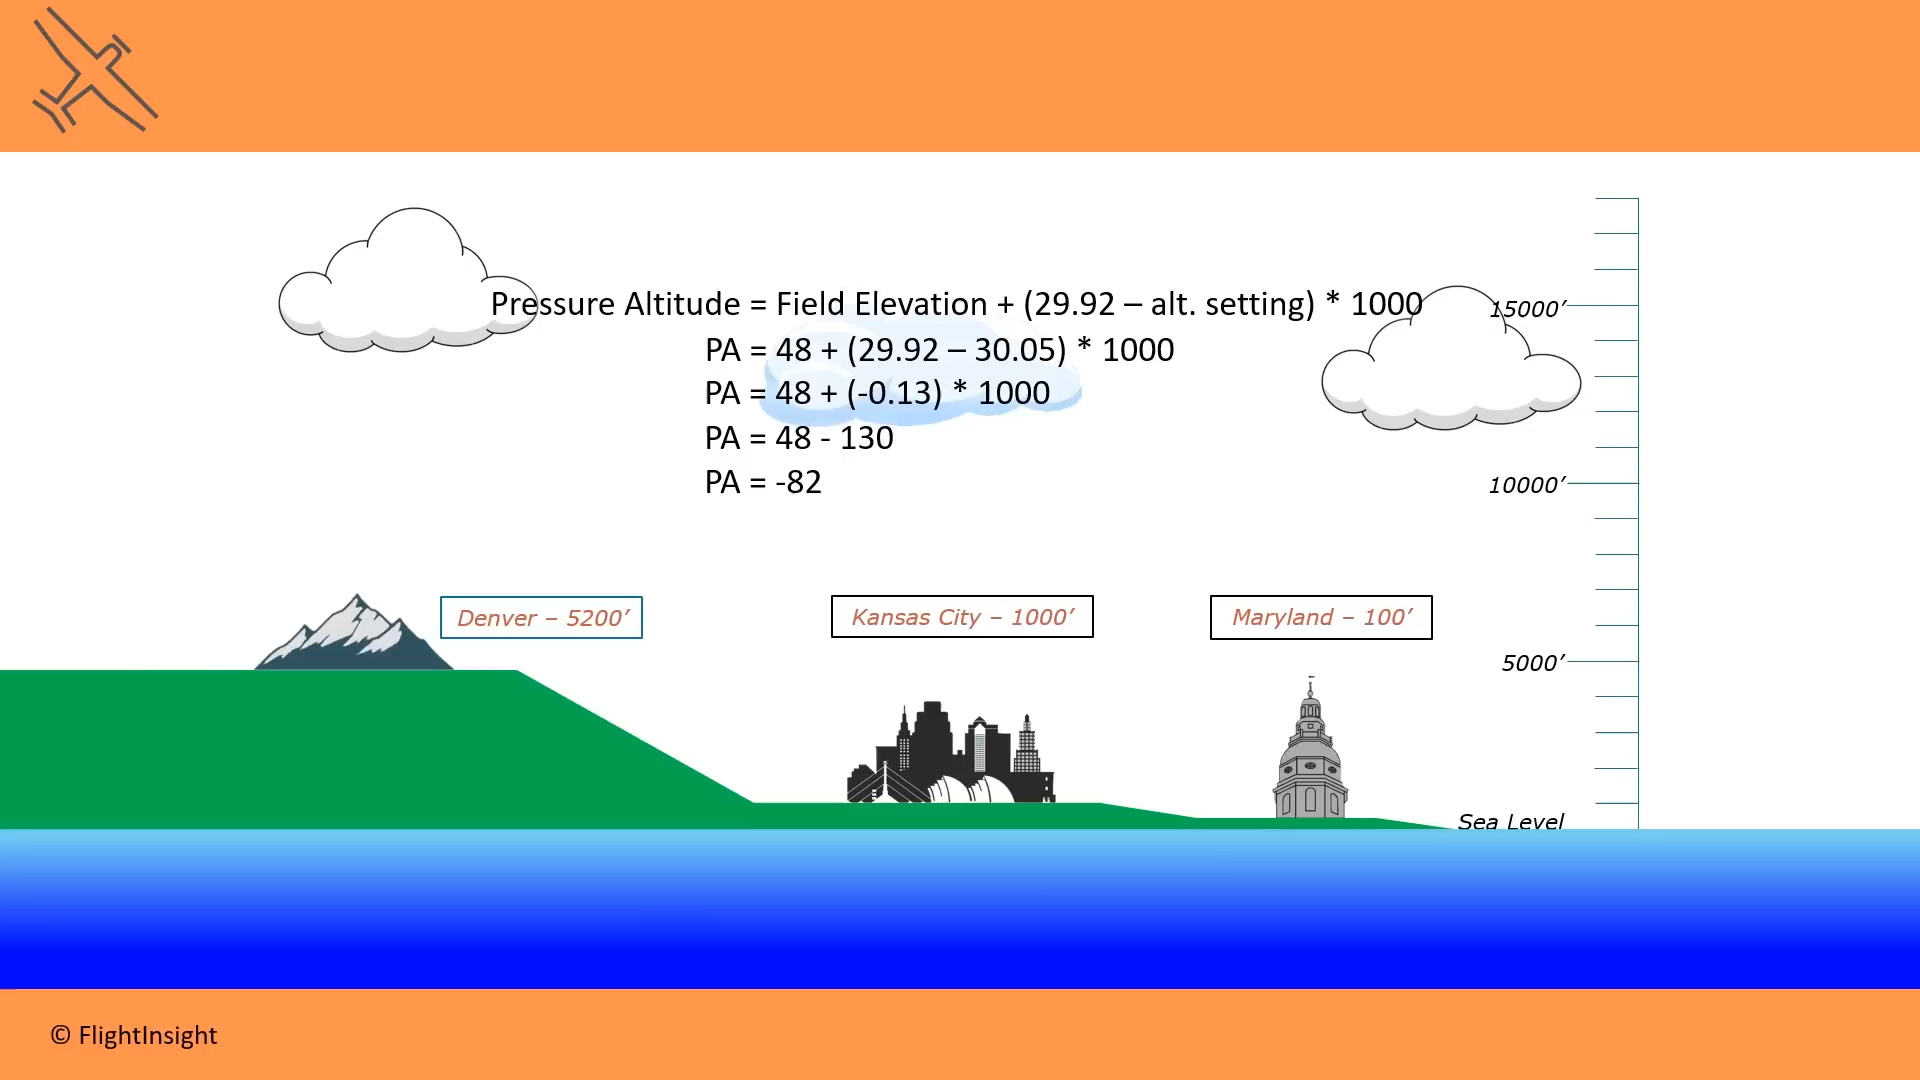 Pressure Altitude = Field Elevation + (29.92 – alt. setting) * 1000
15000’
PA = 48 + (29.92 – 30.05) * 1000
PA = 48 + (-0.13) * 1000
PA = 48 - 130
PA = -82
10000’
Denver – 5200’
Kansas City – 1000’
Maryland – 100’
5000’
Sea Level
© FlightInsight